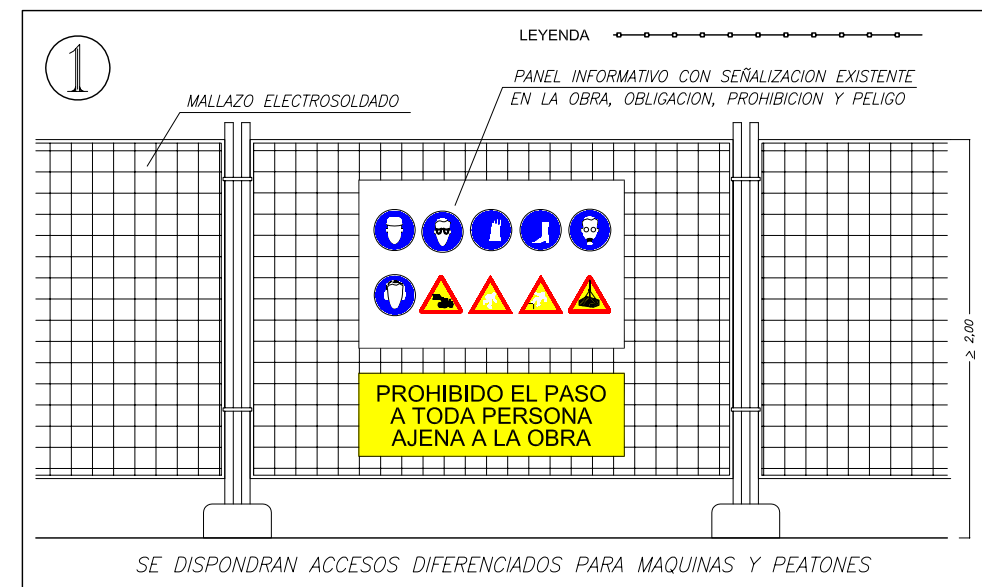 1
LEYENDA
PANEL INFORMATIVO CON SEÑALIZACION EXISTENTE
EN LA OBRA, OBLIGACION, PROHIBICION Y PELIGO
MALLAZO ELECTROSOLDADO
≥ 2,00
PROHIBIDO EL PASO
A TODA PERSONA
AJENA A LA OBRA
SE DISPONDRAN ACCESOS DIFERENCIADOS PARA MAQUINAS Y PEATONES